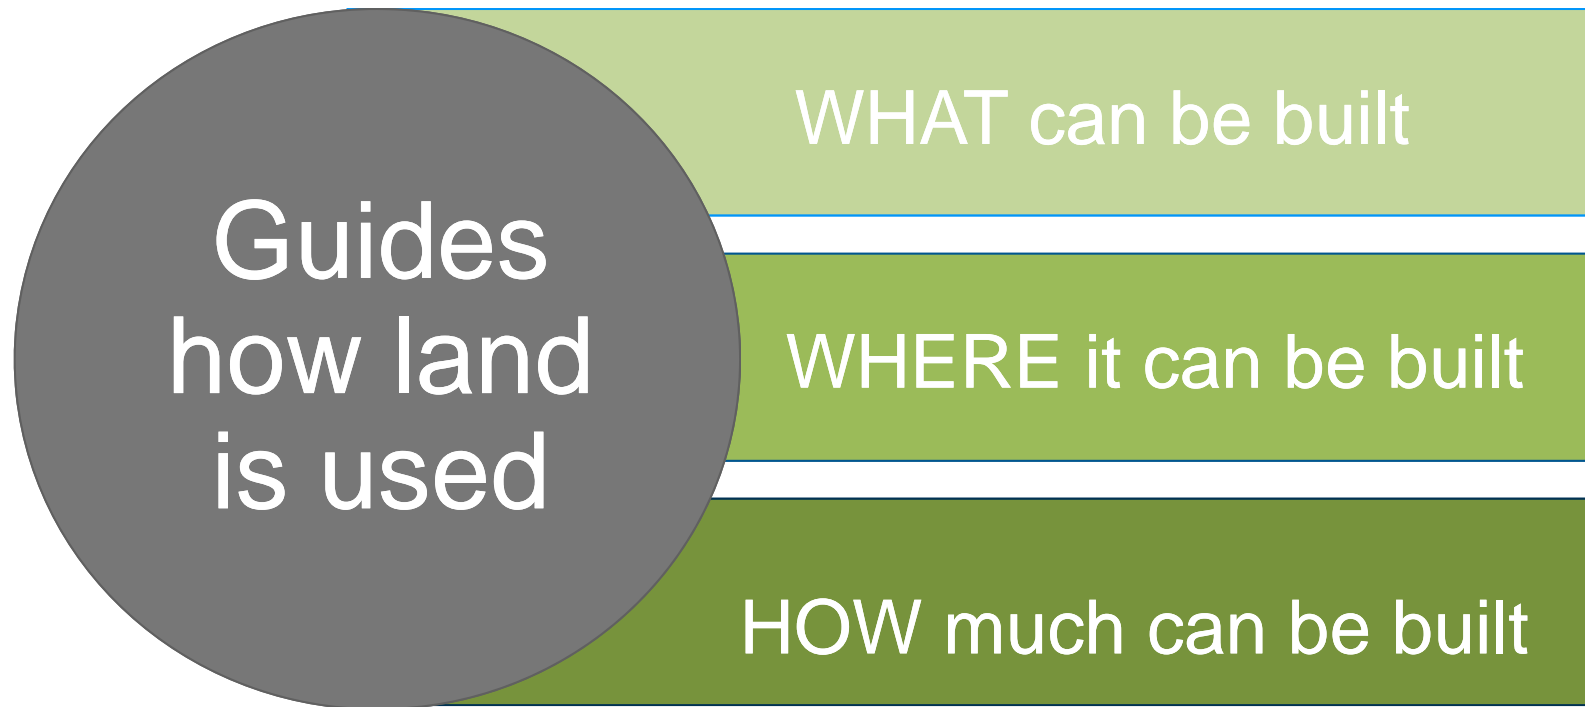 Guides
how land
is used
WHAT can be built
WHERE it can be built
HOW much can be built